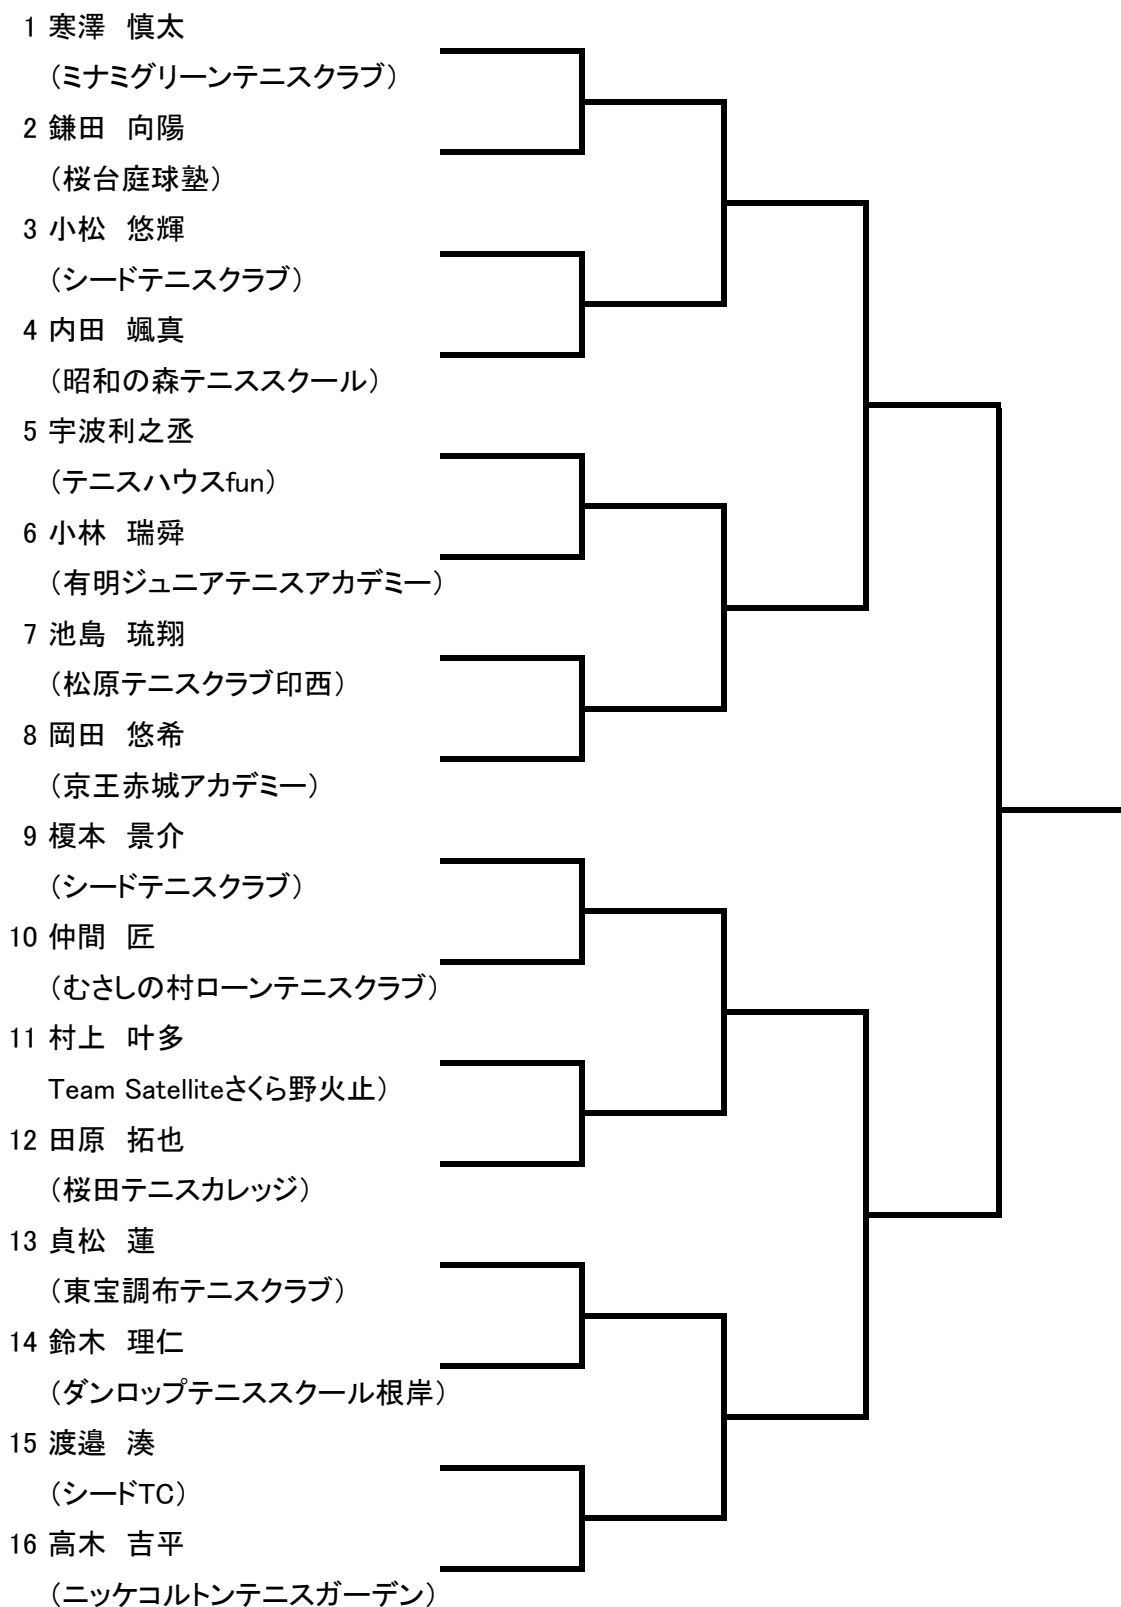 1 寒澤　慎太
（ミナミグリーンテニスクラブ）
2 鎌田　向陽
（桜台庭球塾）
3 小松　悠輝
（シードテニスクラブ）
4 内田　颯真
（昭和の森テニススクール）
5 宇波利之丞
（テニスハウスfun）
6 小林　瑞舜
（有明ジュニアテニスアカデミー）
7 池島　琉翔
（松原テニスクラブ印西）
8 岡田　悠希
（京王赤城アカデミー）
9 榎本　景介
（シードテニスクラブ）
10 仲間　匠
（むさしの村ローンテニスクラブ）
11 村上　叶多
Team Satelliteさくら野火止）
12 田原　拓也
（桜田テニスカレッジ）
13 貞松　蓮
（東宝調布テニスクラブ）
14 鈴木　理仁
（ダンロップテニススクール根岸）
15 渡邉　湊
（シードTC）
16 高木　吉平
（ニッケコルトンテニスガーデン）